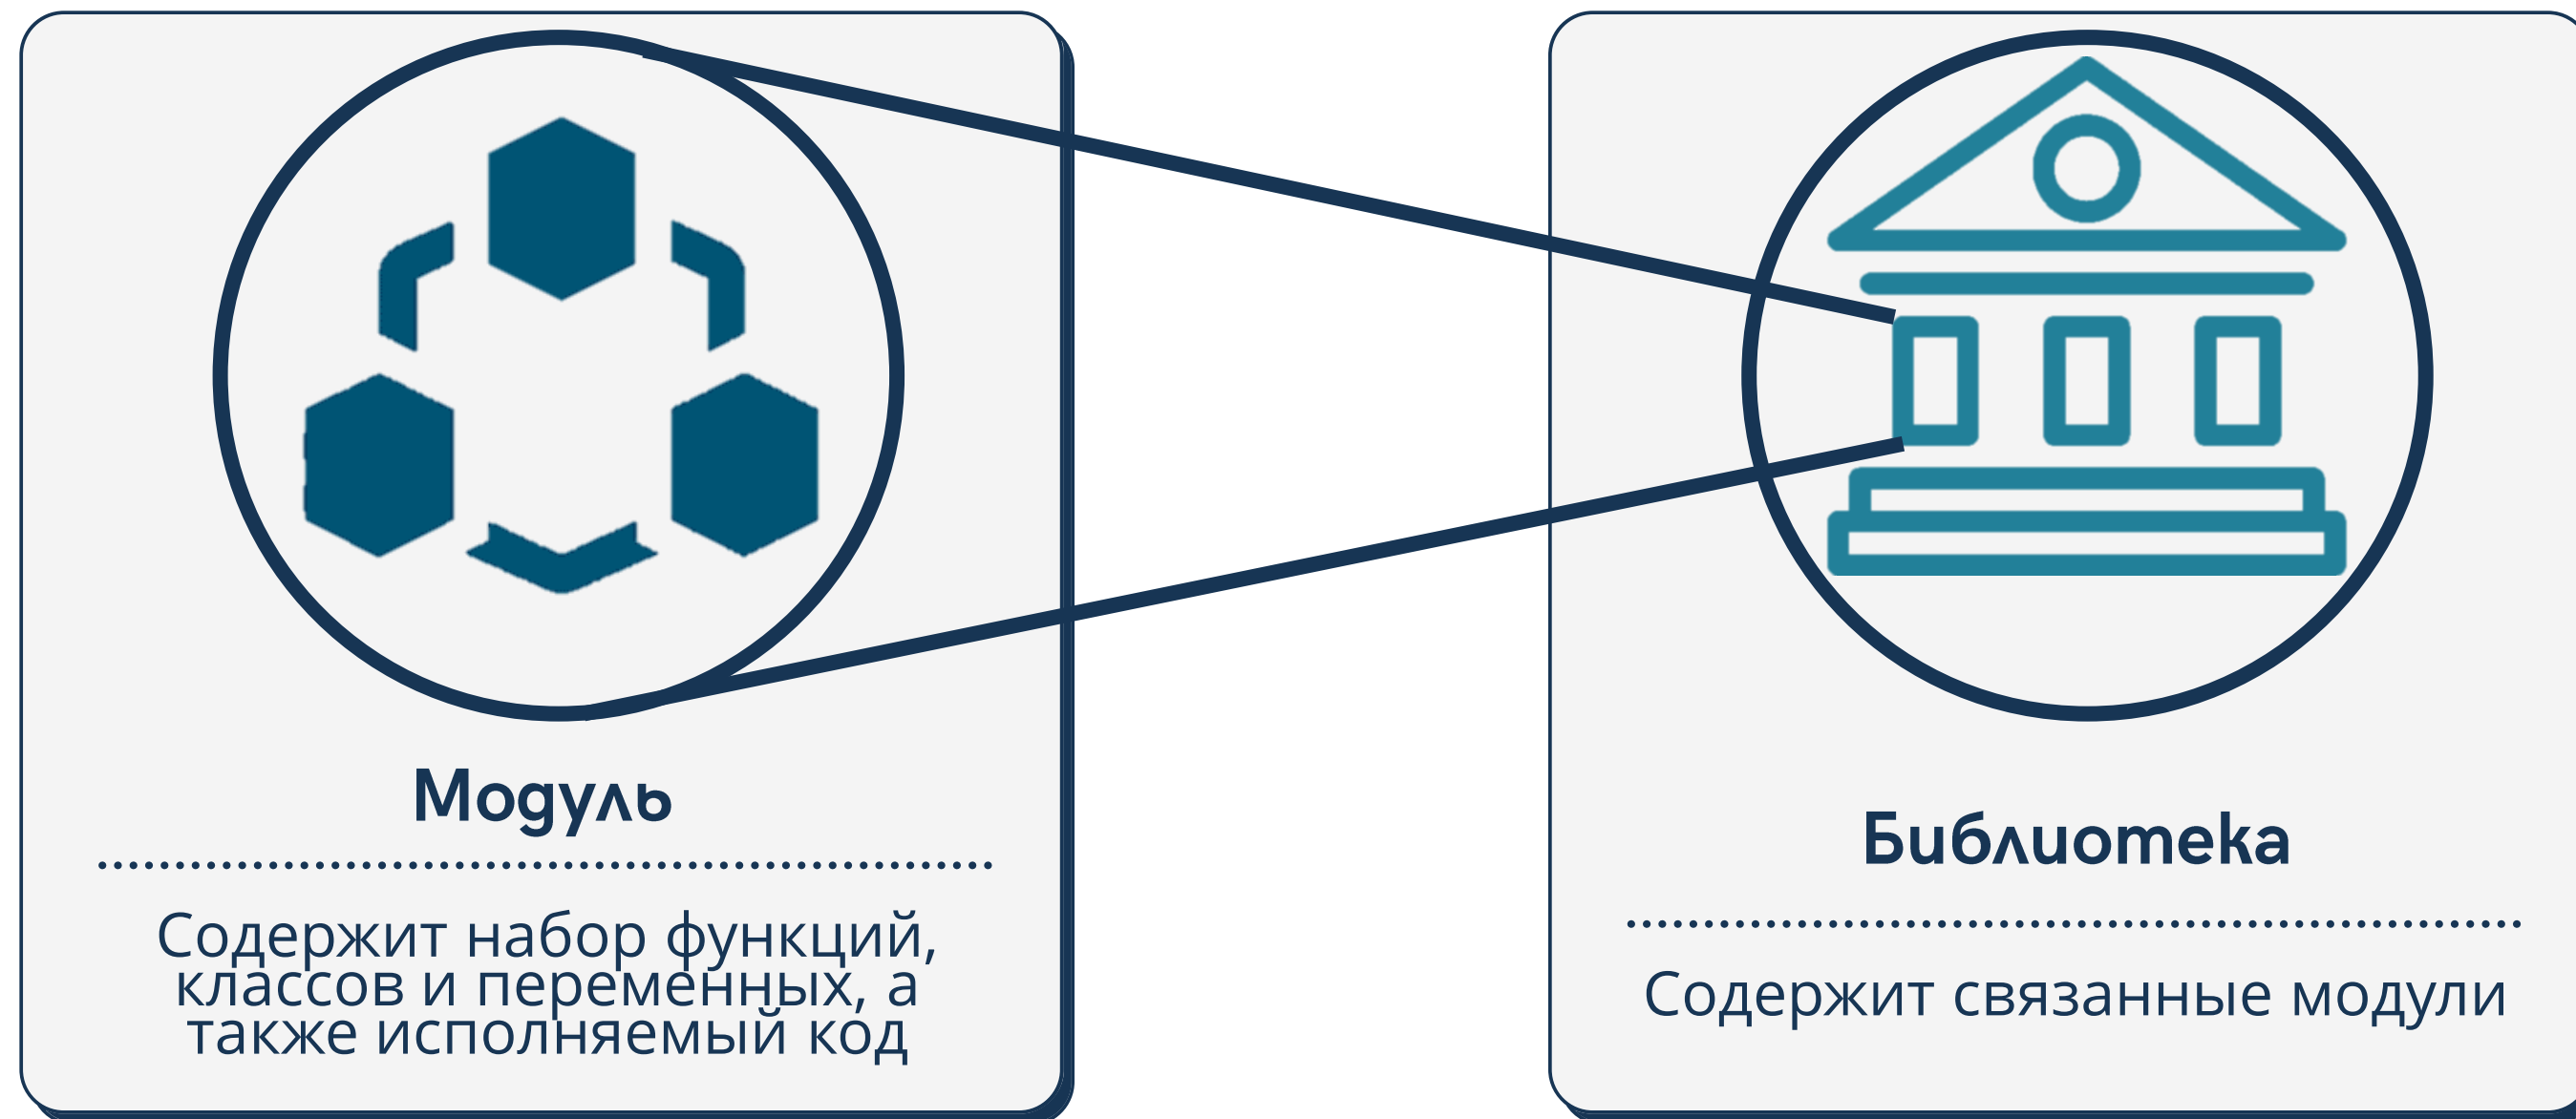 Модуль
Содержит набор функций,
классов и переменных, а
также исполняемый код
Библиотека
Содержит связанные модули